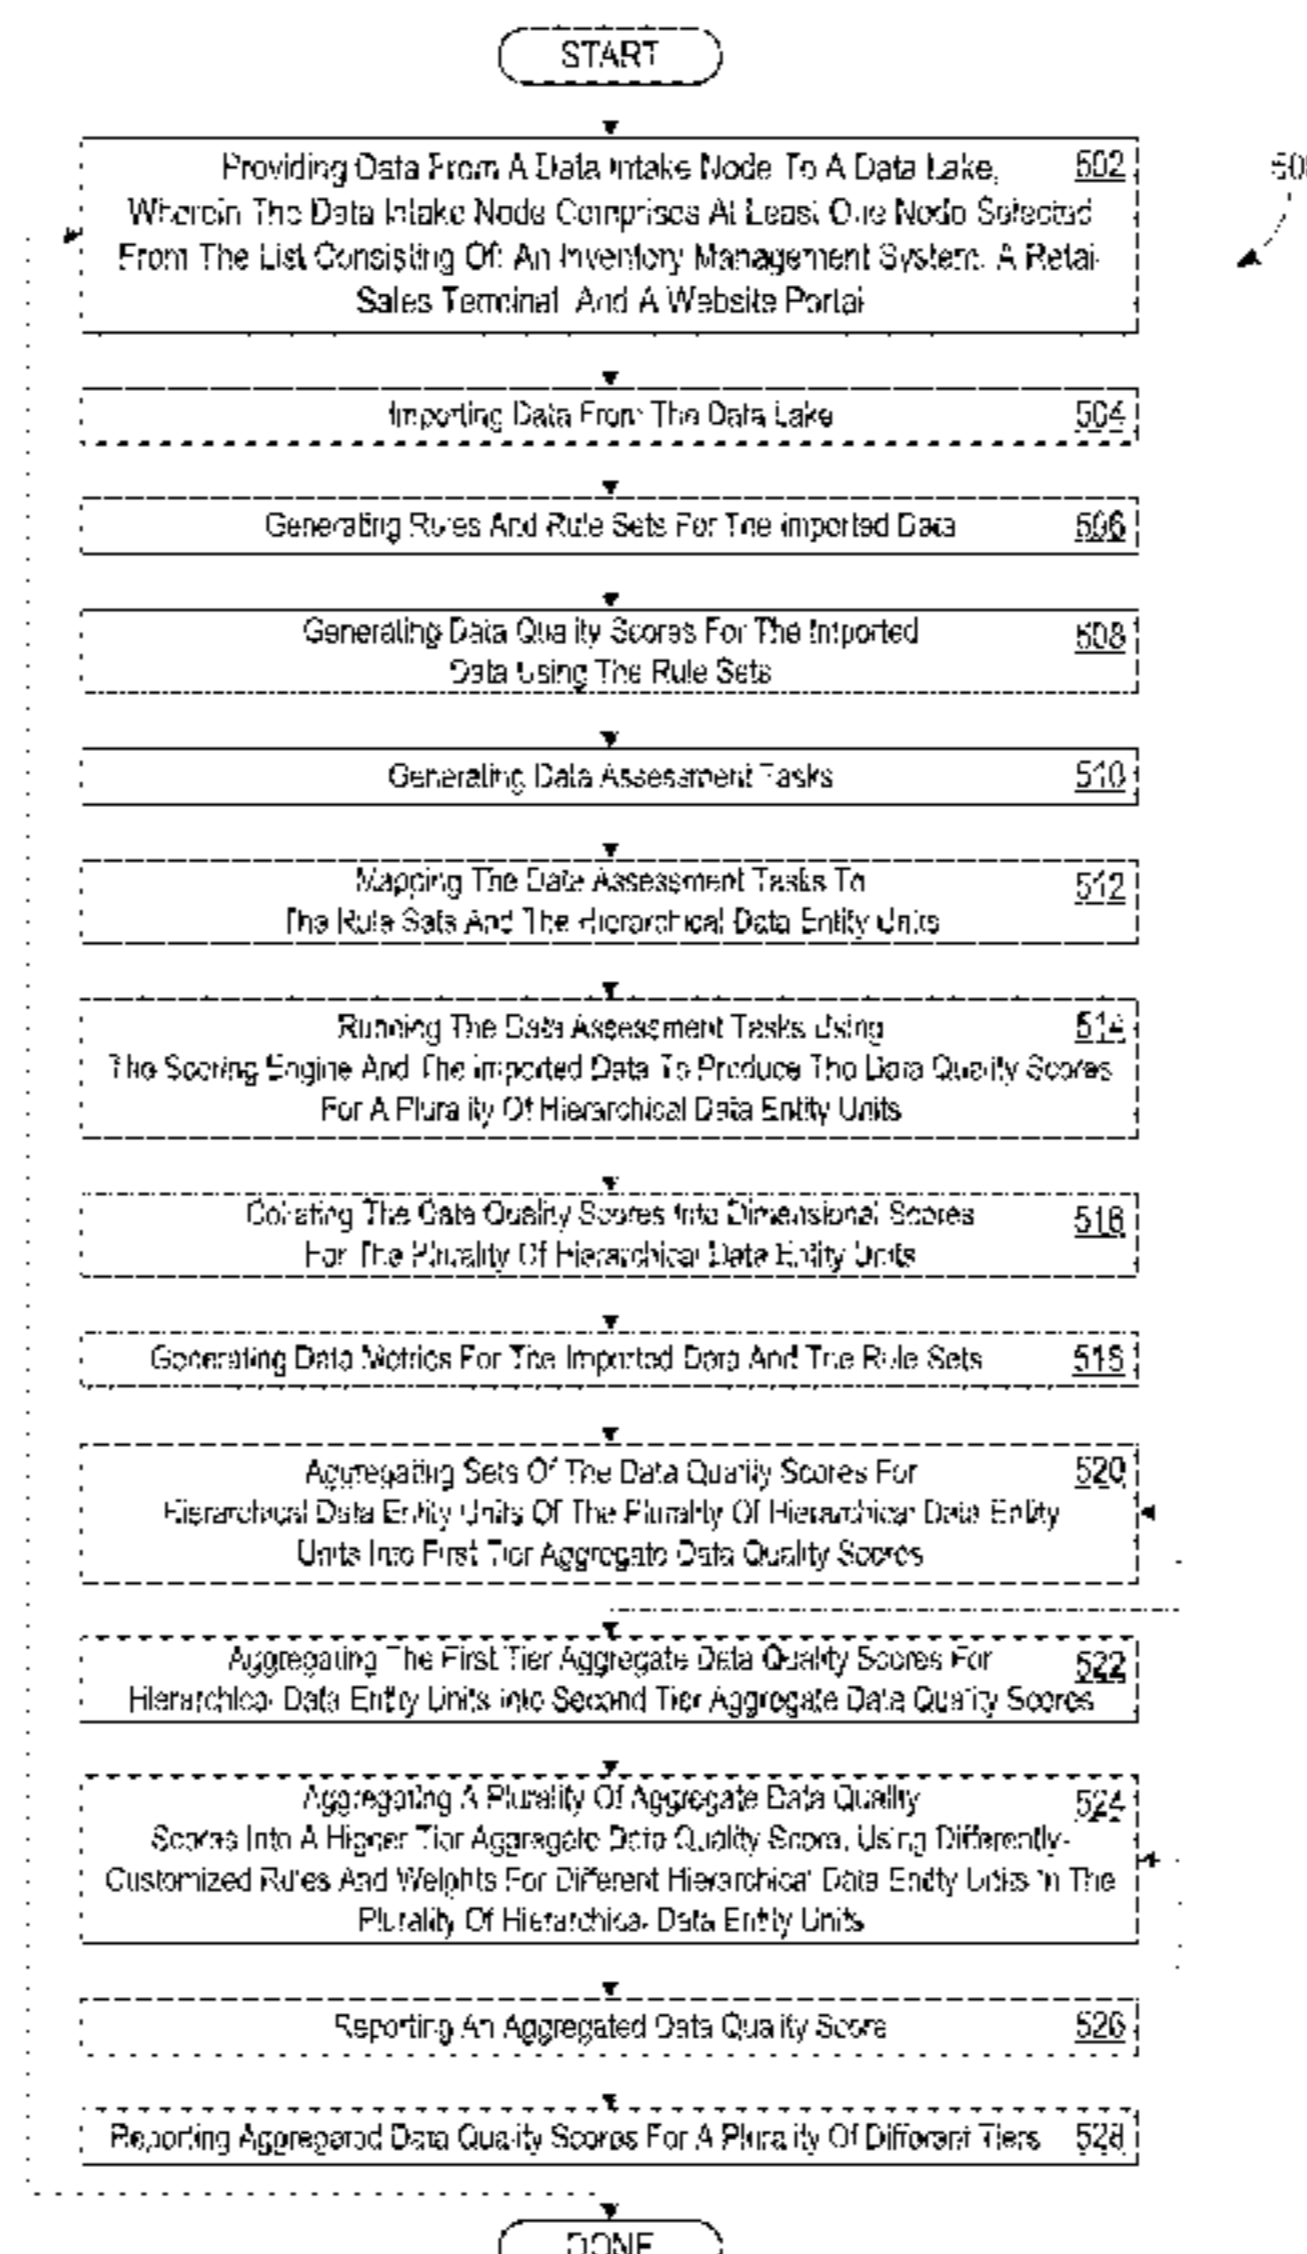 START
Providing Data From A Data Intake Node To A Data Lake, 502
Wherein The Data Intake Node Comprises At Least One Node Selected
From The List Consisting Of: An Inventory Management System, A Retail
Sales Terminal, And A Website Portal
Importing Data From The Data Lake 504
Generating Rules And Rule Sets For The Imported Data 506
Generating Data Quality Scores For The Imported 508
Data Using The Rule Sets
Generating Data Assessment Tasks 510
Mapping The Data Assessment Tasks To 512
The Rule Sets And The Hierarchical Data Entity Units
Running The Data Assessment Tasks Using 514
The Scoring Engine And The Imported Data To Produce The Data Quality Scores
For A Plurality Of Hierarchical Data Entity Units
Collating The Data Quality Scores Into Dimensional Scores 516
For The Plurality Of Hierarchical Data Entity Units
Generating Data Metrics For The Imported Data And The Rule Sets 518
Aggregating Sets Of The Data Quality Scores For 520
Hierarchical Data Entity Units Of The Plurality Of Hierarchical Data Entity
Units Into First Tier Aggregate Data Quality Scores
Aggregating The First Tier Aggregate Data Quality Scores For 522
Hierarchical Data Entity Units Into Second Tier Aggregate Data Quality Scores
Aggregating A Plurality Of Aggregate Data Quality 524
Scores Into A Higher Tier Aggregate Data Quality Score, Using Differently-
Customized Rules And Weights For Different Hierarchical Data Entity Units In The
Plurality Of Hierarchical Data Entity Units
Reporting An Aggregated Data Quality Score 526
Reporting Aggregated Data Quality Scores For A Plurality Of Different Tiers 528
DONE